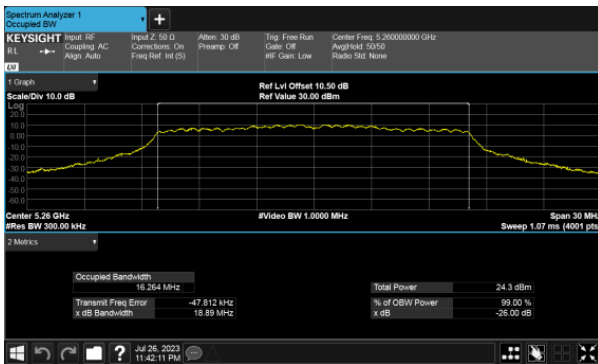 Spectrum Analyzer 1
Occupied BW
KEYSIGHT
RL
Input: RF
Coupling: AC
Align: Auto
Input Z: 50 Ω
Corrections: On
Freq Ref: Int (S)
Atten: 30 dB
Preamp: Off
Trig: Free Run
Gate: Off
#IF Gain: Low
Center Freq: 5.260000000 GHz
Avg|Hold: 50/50
Radio Std: None
LXI
1 Graph
Scale/Div 10.0 dB
Ref Lvl Offset 10.50 dB
Ref Value 30.00 dBm
Log
20.0
10.0
0.00
-10.0
-20.0
-30.0
-40.0
-50.0
-60.0
Center 5.26 GHz
#Res BW 300.00 kHz
#Video BW 1.0000 MHz
Span 30 MH
Sweep 1.07 ms (4001 pts
2 Metrics
Occupied Bandwidth
16.264 MHz
Transmit Freq Error -47.812 kHz
x dB Bandwidth 18.89 MHz
Total Power 24.3 dBm
% of OBW Power 99.00 %
x dB -26.00 dB
?
Jul 26, 2023
11:42:11 PM